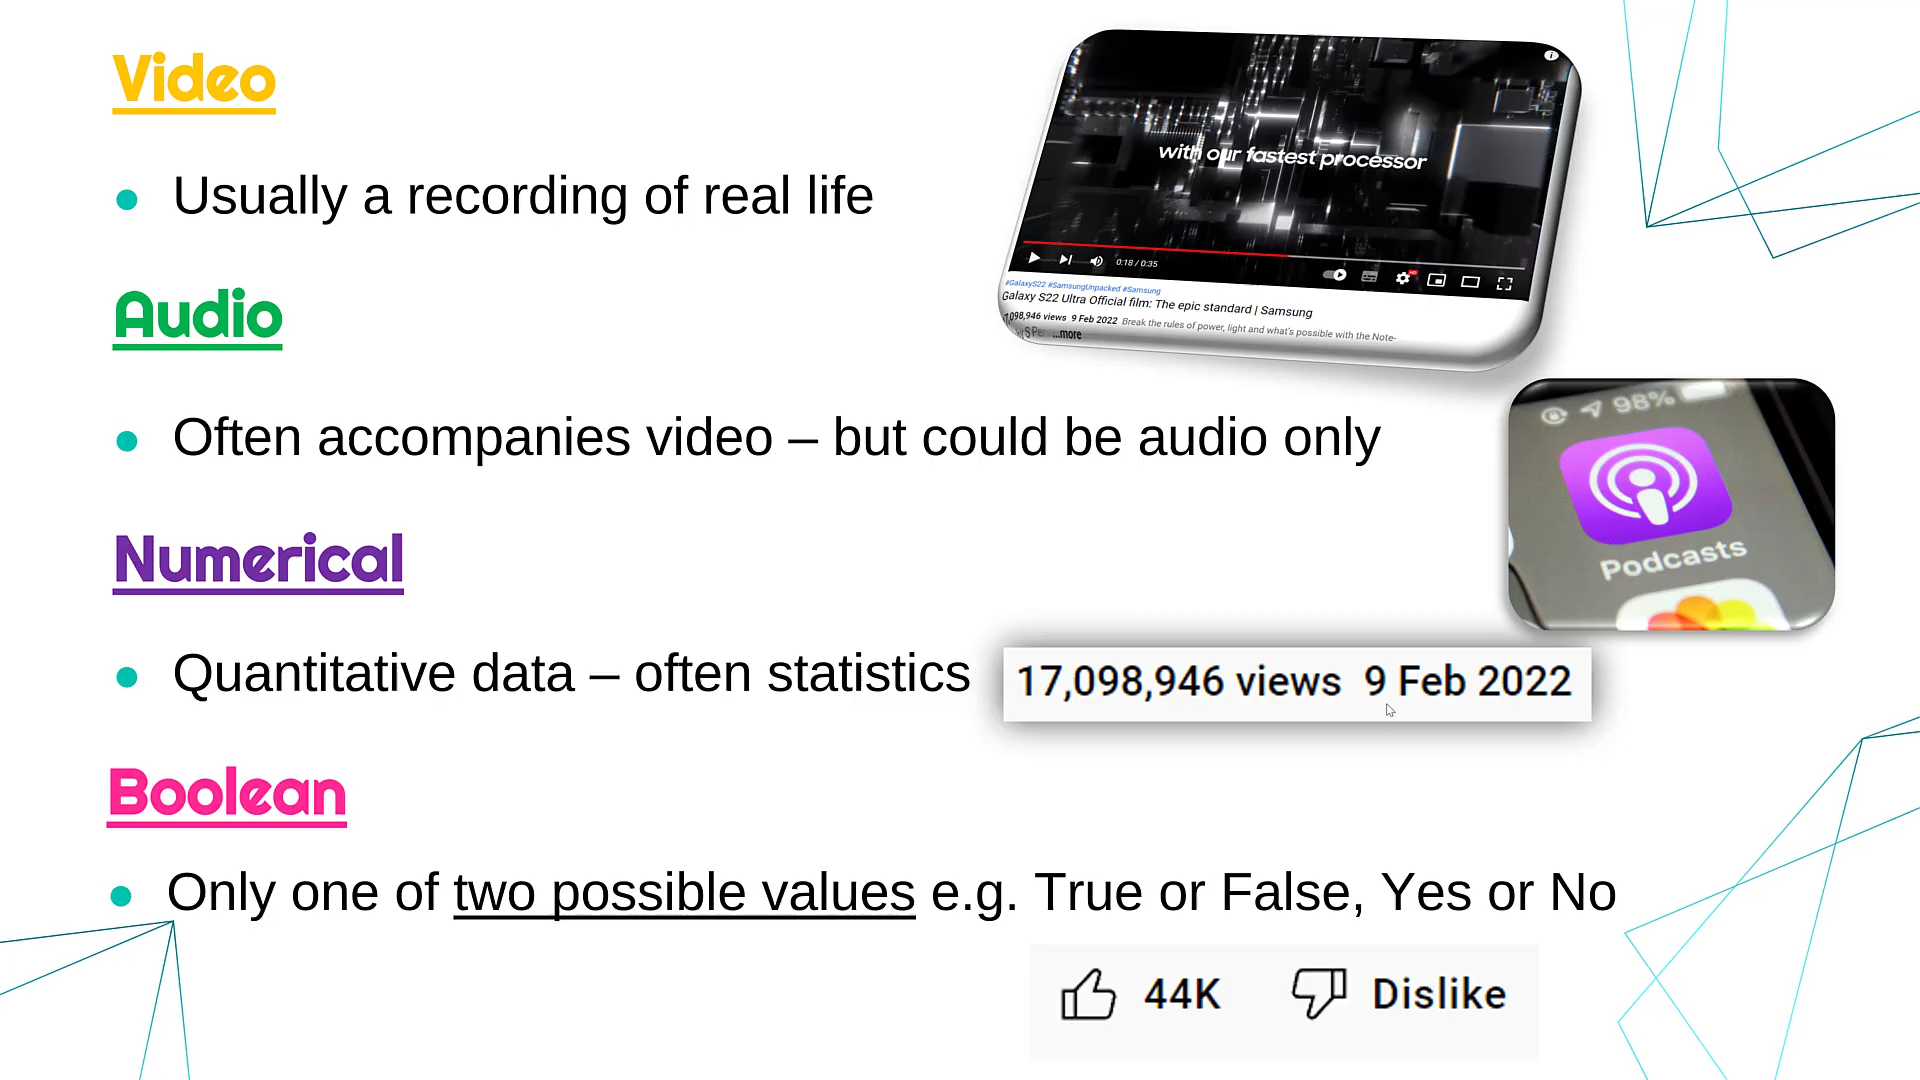 Video
Usually a recording of real life
with our fastest processor
0:18 / 0:35
#GalaxyS22 #SamsungUnpacked #Samsung
Galaxy S22 Ultra Official film: The epic standard | Samsung
7,098,946 views 9 Feb 2022 Break the rules of power, light and what's possible with the Note-
...more
Audio
98%
Often accompanies video – but could be audio only
Podcasts
Numerical
Quantitative data – often statistics
17,098,946 views 9 Feb 2022
Boolean
Only one of two possible values e.g. True or False, Yes or No
44K Dislike